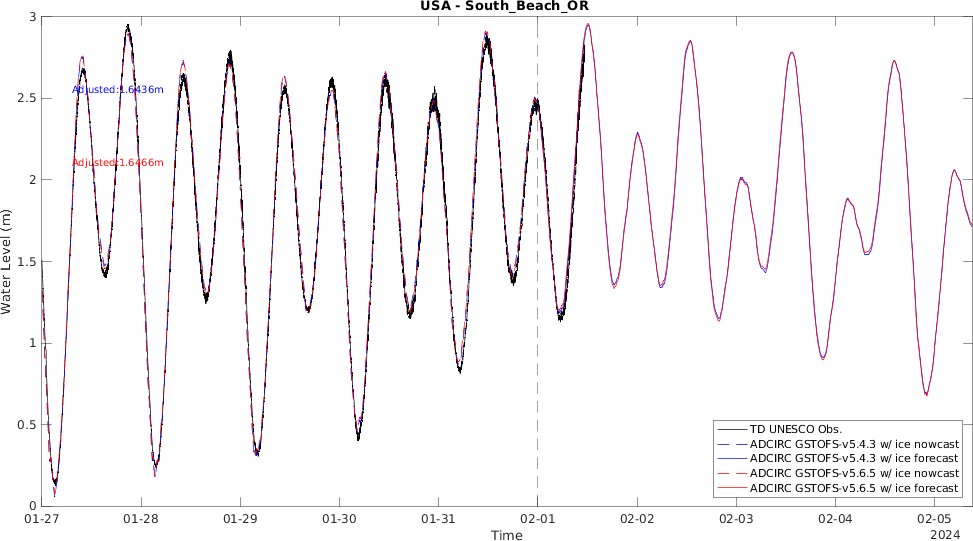 USA - South_Beach_OR
3
2.5
2
1.5
1
0.5
0
Water Level (m)
Adjusted:1.6436m
Adjusted:1.6466m
TD UNESCO Obs.
ADCIRC GSTOFS-v5.4.3 w/ ice nowcast
ADCIRC GSTOFS-v5.4.3 w/ ice forecast
ADCIRC GSTOFS-v5.6.5 w/ ice nowcast
ADCIRC GSTOFS-v5.6.5 w/ ice forecast
01-27 01-28 01-29 01-30 01-31 02-01 02-02 02-03 02-04 02-05
Time
2024